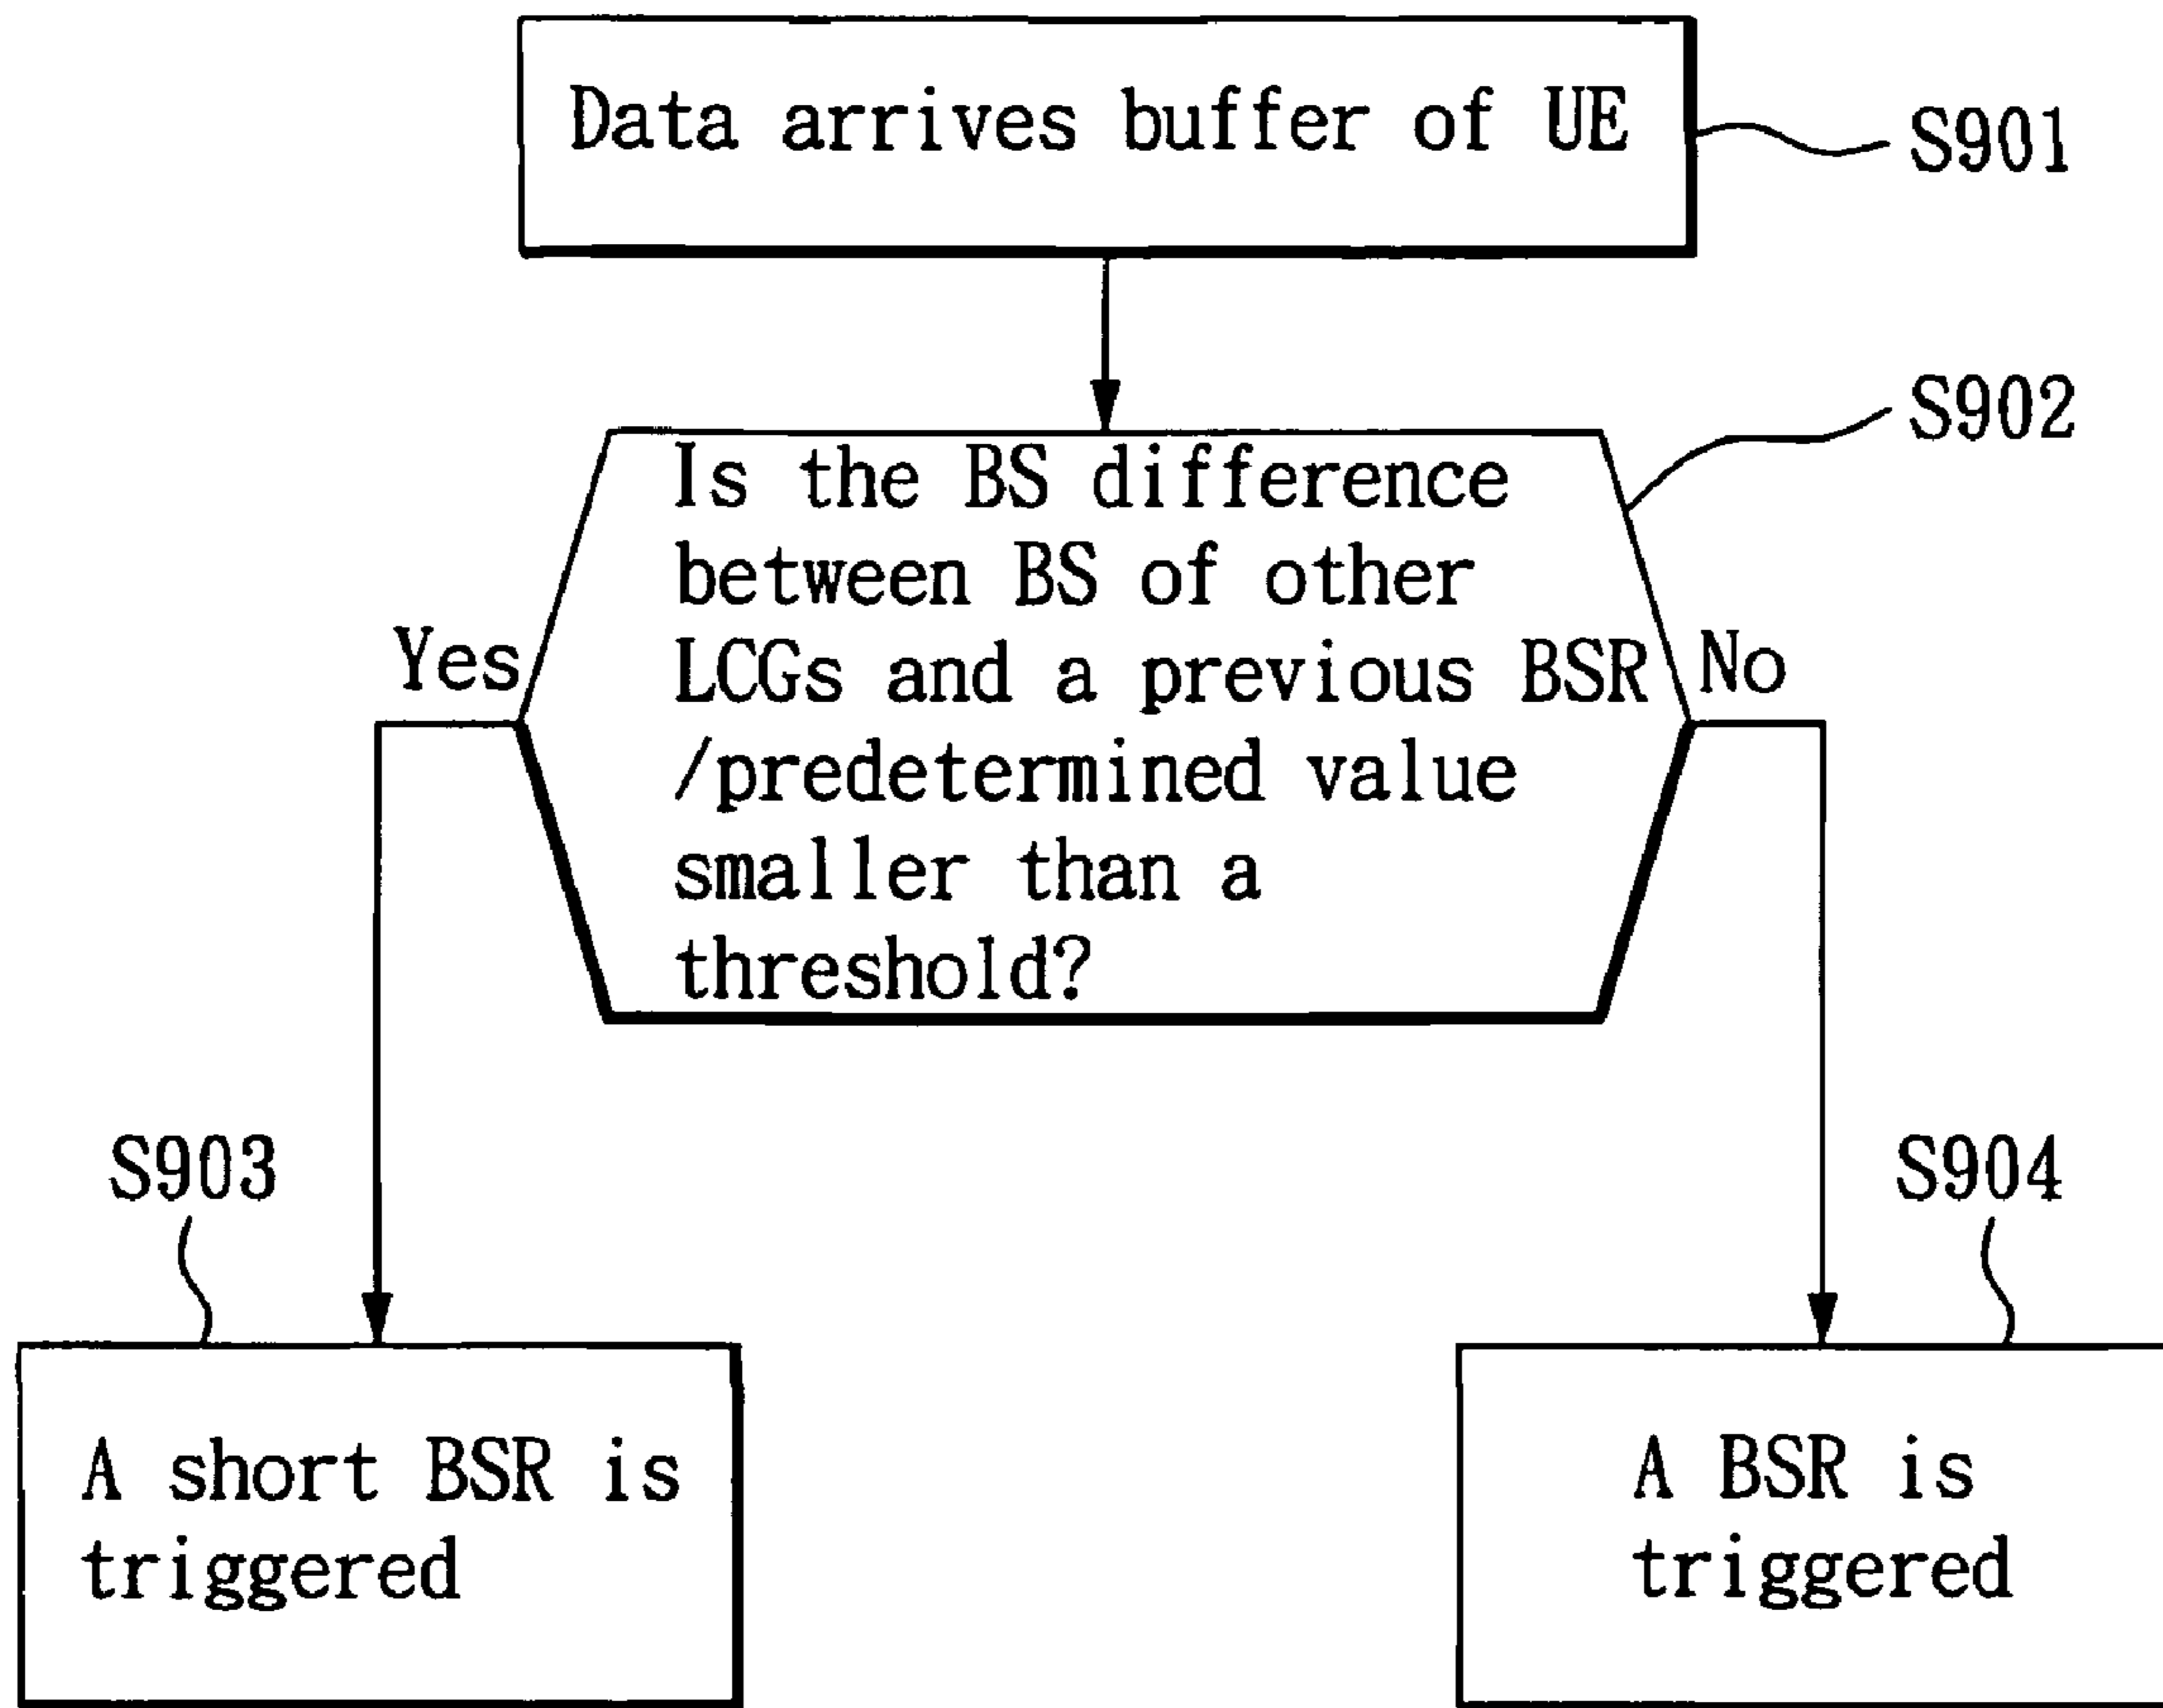 Data arrives buffer of UE
S901
S902
Is the BS difference
between BS of other
LCGs and a previous BSR
/predetermined value
smaller than a
threshold?
Yes
No
S903
S904
A short BSR is
triggered
A BSR is
triggered